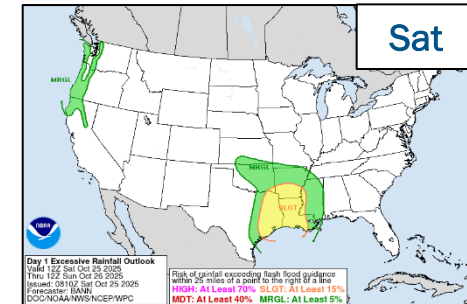 Sat
MRGL
MRGL
SLGT
NOAA
Day 1 Excessive Rainfall Outlook
Valid 12Z Sat Oct 25 2025
Thru 12Z Sun Oct 26 2025
Issued: 0810Z Sat Oct 25 2025
Forecaster: BANN
DOC/NOAA/NWS/NCEP/WPC
Risk of rainfall exceeding flash flood guidance
within 25 miles of a point to the right of a line
HIGH: At Least 70% SLGT: At Least 15%
MDT: At Least 40% MRGL: At Least 5%